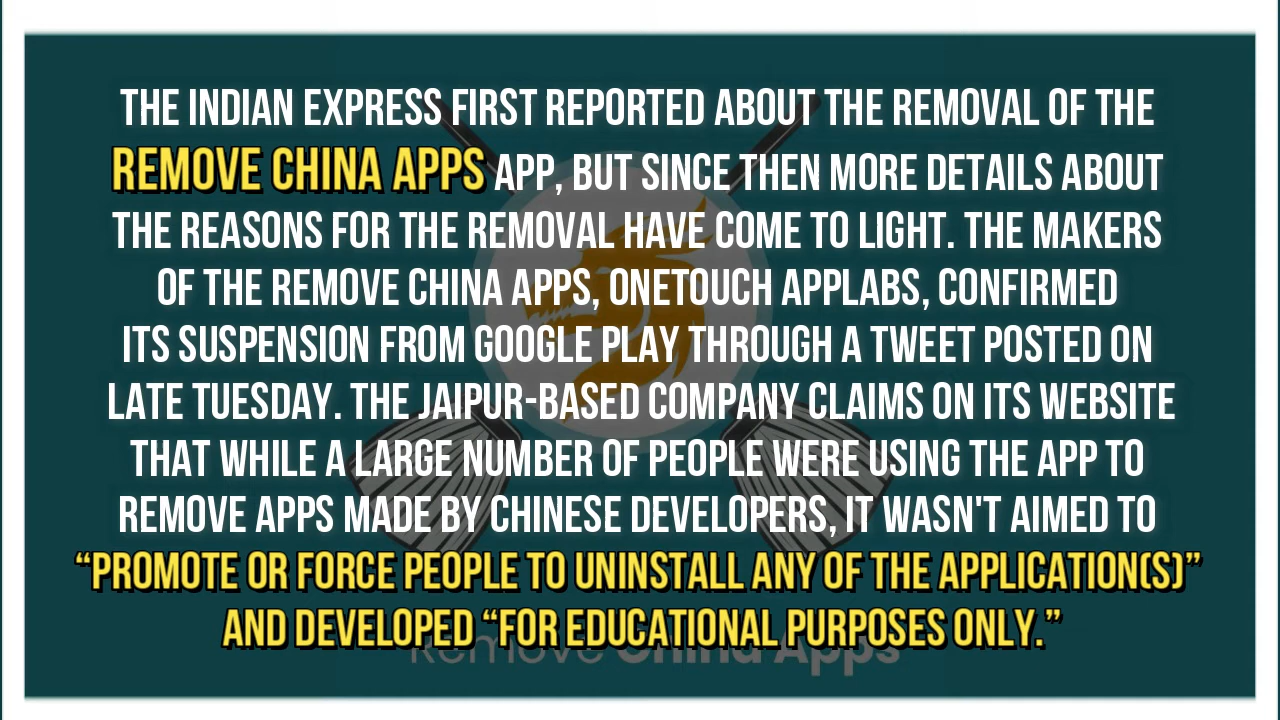 THE INDIAN EXPRESS FIRST REPORTED ABOUT THE REMOVAL OF THE
REMOVE CHINA APPS APP, BUT SINCE THEN MORE DETAILS ABOUT
THE REASONS FOR THE REMOVAL HAVE COME TO LIGHT. THE MAKERS
OF THE REMOVE CHINA APPS, ONETOUCH APPLABS, CONFIRMED
ITS SUSPENSION FROM GOOGLE PLAY THROUGH A TWEET POSTED ON
LATE TUESDAY. THE JAIPUR-BASED COMPANY CLAIMS ON ITS WEBSITE
THAT WHILE A LARGE NUMBER OF PEOPLE WERE USING THE APP TO
REMOVE APPS MADE BY CHINESE DEVELOPERS, IT WASN'T AIMED TO
“PROMOTE OR FORCE PEOPLE TO UNINSTALL ANY OF THE APPLICATION(S)”
AND DEVELOPED “FOR EDUCATIONAL PURPOSES ONLY.”
Remove China Apps